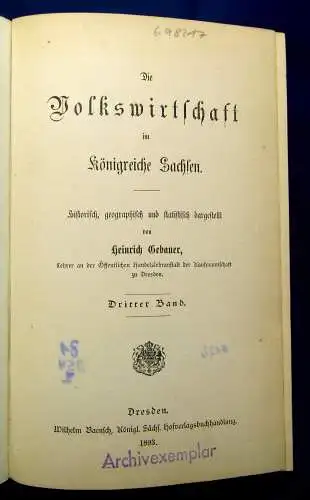 Die
Volkswirtschaft
im
Königreiche Sachsen.
Historisch, geographisch und statistisch dargestellt
von
Heinrich Gebauer,
Lehrer an der Öffentlichen Handelslehranstalt der Kaufmannschaft
zu Dresden.
Dritter Band.
Dresden.
Wilhelm Baensch, Königl. Sächs. Hofverlagsbuchhandlung.
1893.
Archivexemplar